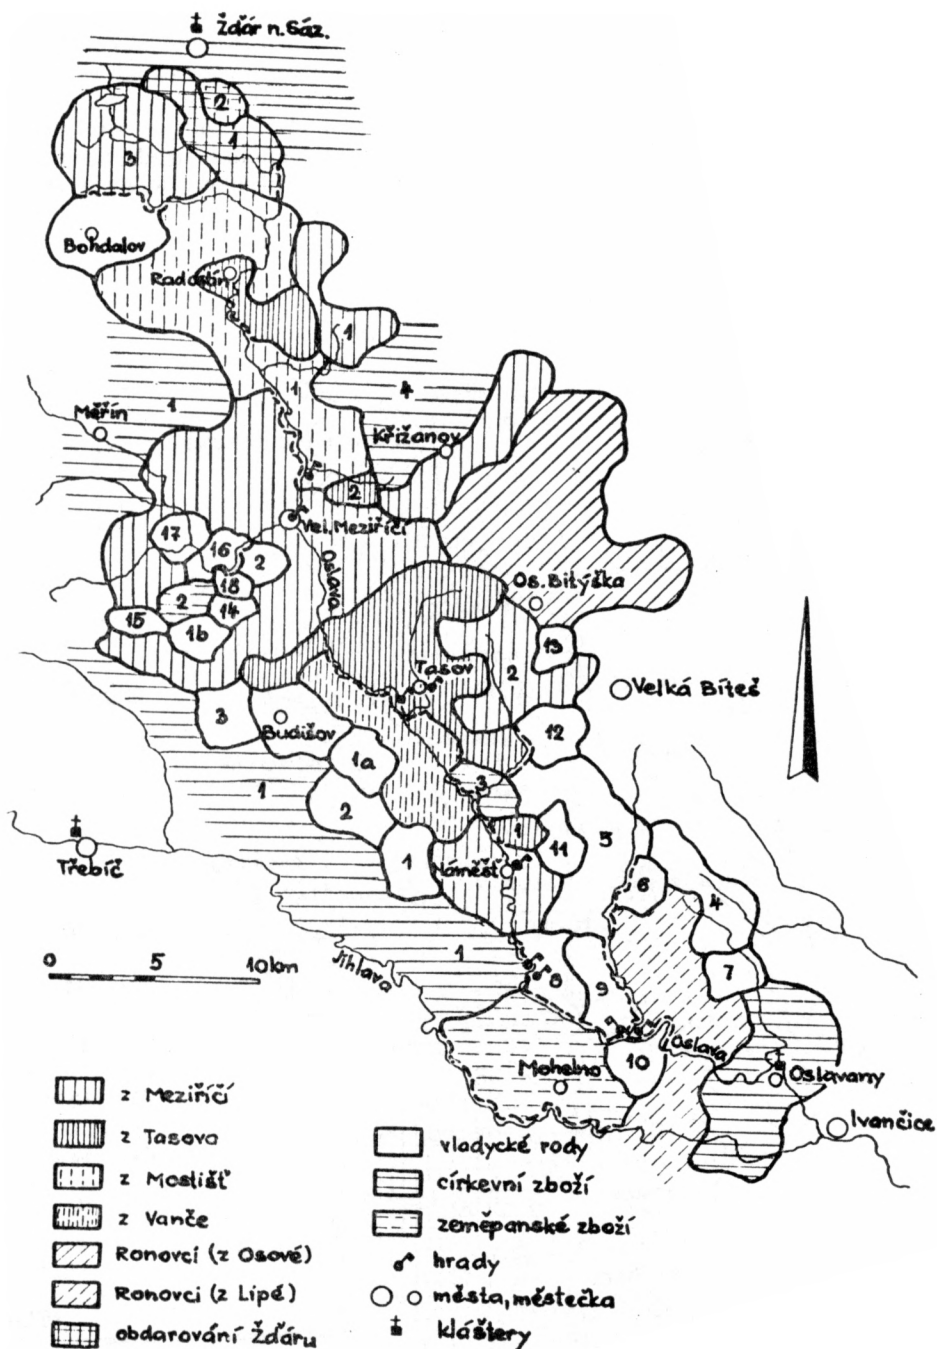 Žďár n. Sáz.
2
1
3
Bohdalov
Radostín
1
1
4
1
Měřín
Křižanov
2
Vel. Meziříčí
17
16
2
Oslava
Os. Bitýška
18
2
14
15
1b
13
Tasov
2
Velká Bíteš
3
Budišov
12
1a
3
1
2
5
1
11
Třebíč
1
Náměšť
6
4
1
0 5 10km
Jihlava
8
9
7
Oslava
10
Mohelno
Oslavany
Ivančice
z Meziříčí
z Tasova
z Mostišť
z Vanče
Ronovci (z Osové)
Ronovci (z Lipé)
obdarování Žďáru
vladycké rody
církevní zboží
zeměpanské zboží
hrady
města, městečka
kláštery